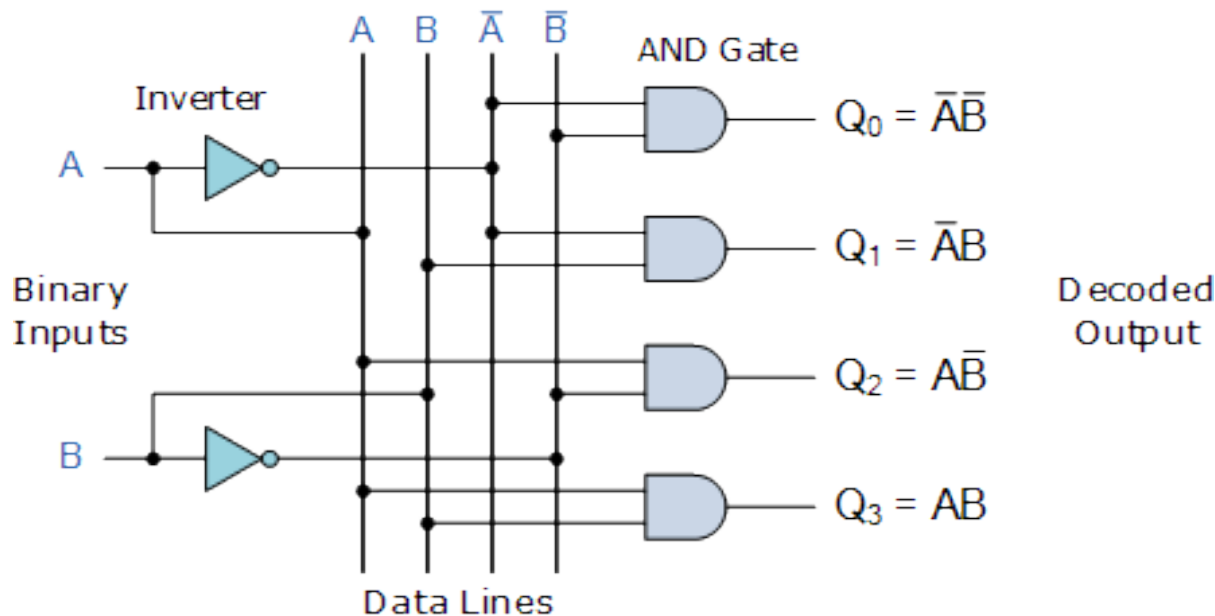 A B A̅ B̅
AND Gate
Inverter
Q₀ = A̅B̅
A
Q₁ = A̅B
Binary
Inputs
Decoded
Output
Q₂ = AB̅
B
Q₃ = AB
Data Lines